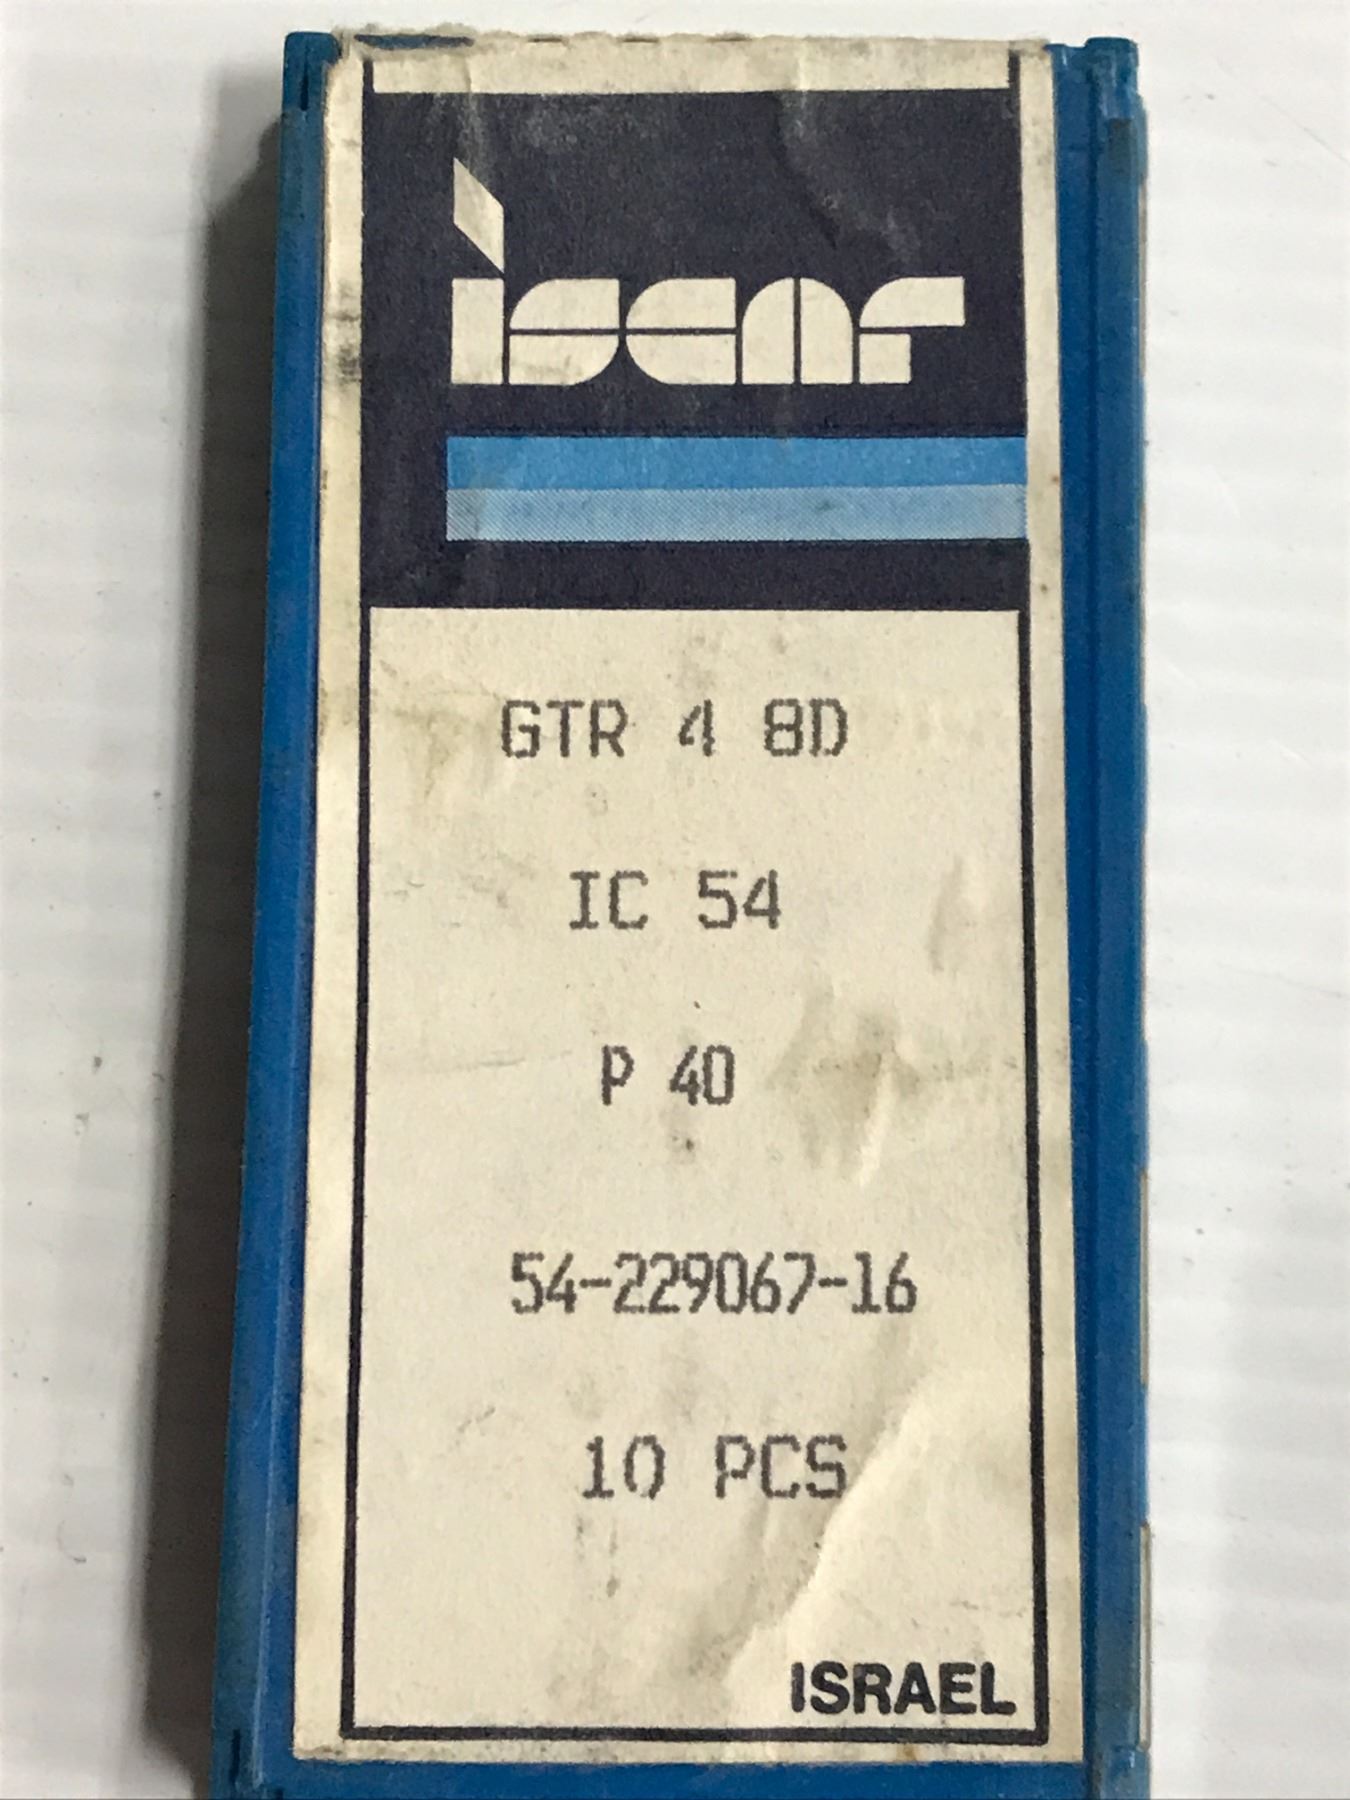 iscar
GTR 4 8D
IC 54
P 40
54-229067-16
10 PCS
ISRAEL